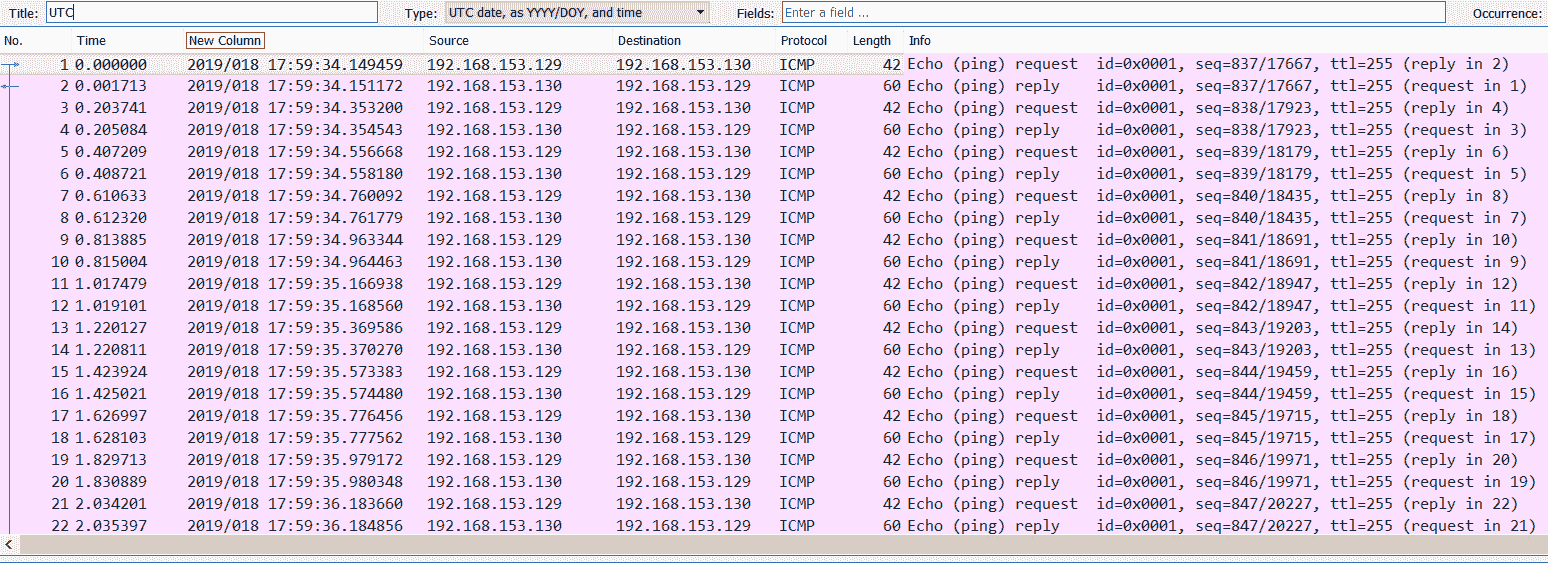 Title: UTC Type: UTC date, as YYYY/DOY, and time Fields: Enter a field ... Occurrence:
No. Time New Column Source Destination Protocol Length Info
1 0.000000 2019/018 17:59:34.149459 192.168.153.129 192.168.153.130 ICMP 42 Echo (ping) request id=0x0001, seq=837/17667, ttl=255 (reply in 2)
2 0.001713 2019/018 17:59:34.151172 192.168.153.130 192.168.153.129 ICMP 60 Echo (ping) reply id=0x0001, seq=837/17667, ttl=255 (request in 1)
3 0.203741 2019/018 17:59:34.353200 192.168.153.129 192.168.153.130 ICMP 42 Echo (ping) request id=0x0001, seq=838/17923, ttl=255 (reply in 4)
4 0.205084 2019/018 17:59:34.354543 192.168.153.130 192.168.153.129 ICMP 60 Echo (ping) reply id=0x0001, seq=838/17923, ttl=255 (request in 3)
5 0.407209 2019/018 17:59:34.556668 192.168.153.129 192.168.153.130 ICMP 42 Echo (ping) request id=0x0001, seq=839/18179, ttl=255 (reply in 6)
6 0.408721 2019/018 17:59:34.558180 192.168.153.130 192.168.153.129 ICMP 60 Echo (ping) reply id=0x0001, seq=839/18179, ttl=255 (request in 5)
7 0.610633 2019/018 17:59:34.760092 192.168.153.129 192.168.153.130 ICMP 42 Echo (ping) request id=0x0001, seq=840/18435, ttl=255 (reply in 8)
8 0.612320 2019/018 17:59:34.761779 192.168.153.130 192.168.153.129 ICMP 60 Echo (ping) reply id=0x0001, seq=840/18435, ttl=255 (request in 7)
9 0.813885 2019/018 17:59:34.963344 192.168.153.129 192.168.153.130 ICMP 42 Echo (ping) request id=0x0001, seq=841/18691, ttl=255 (reply in 10)
10 0.815004 2019/018 17:59:34.964463 192.168.153.130 192.168.153.129 ICMP 60 Echo (ping) reply id=0x0001, seq=841/18691, ttl=255 (request in 9)
11 1.017479 2019/018 17:59:35.166938 192.168.153.129 192.168.153.130 ICMP 42 Echo (ping) request id=0x0001, seq=842/18947, ttl=255 (reply in 12)
12 1.019101 2019/018 17:59:35.168560 192.168.153.130 192.168.153.129 ICMP 60 Echo (ping) reply id=0x0001, seq=842/18947, ttl=255 (request in 11)
13 1.220127 2019/018 17:59:35.369586 192.168.153.129 192.168.153.130 ICMP 42 Echo (ping) request id=0x0001, seq=843/19203, ttl=255 (reply in 14)
14 1.220811 2019/018 17:59:35.370270 192.168.153.130 192.168.153.129 ICMP 60 Echo (ping) reply id=0x0001, seq=843/19203, ttl=255 (request in 13)
15 1.423924 2019/018 17:59:35.573383 192.168.153.129 192.168.153.130 ICMP 42 Echo (ping) request id=0x0001, seq=844/19459, ttl=255 (reply in 16)
16 1.425021 2019/018 17:59:35.574480 192.168.153.130 192.168.153.129 ICMP 60 Echo (ping) reply id=0x0001, seq=844/19459, ttl=255 (request in 15)
17 1.626997 2019/018 17:59:35.776456 192.168.153.129 192.168.153.130 ICMP 42 Echo (ping) request id=0x0001, seq=845/19715, ttl=255 (reply in 18)
18 1.628103 2019/018 17:59:35.777562 192.168.153.130 192.168.153.129 ICMP 60 Echo (ping) reply id=0x0001, seq=845/19715, ttl=255 (request in 17)
19 1.829713 2019/018 17:59:35.979172 192.168.153.129 192.168.153.130 ICMP 42 Echo (ping) request id=0x0001, seq=846/19971, ttl=255 (reply in 20)
20 1.830889 2019/018 17:59:35.980348 192.168.153.130 192.168.153.129 ICMP 60 Echo (ping) reply id=0x0001, seq=846/19971, ttl=255 (request in 19)
21 2.034201 2019/018 17:59:36.183660 192.168.153.129 192.168.153.130 ICMP 42 Echo (ping) request id=0x0001, seq=847/20227, ttl=255 (reply in 22)
22 2.035397 2019/018 17:59:36.184856 192.168.153.130 192.168.153.129 ICMP 60 Echo (ping) reply id=0x0001, seq=847/20227, ttl=255 (request in 21)